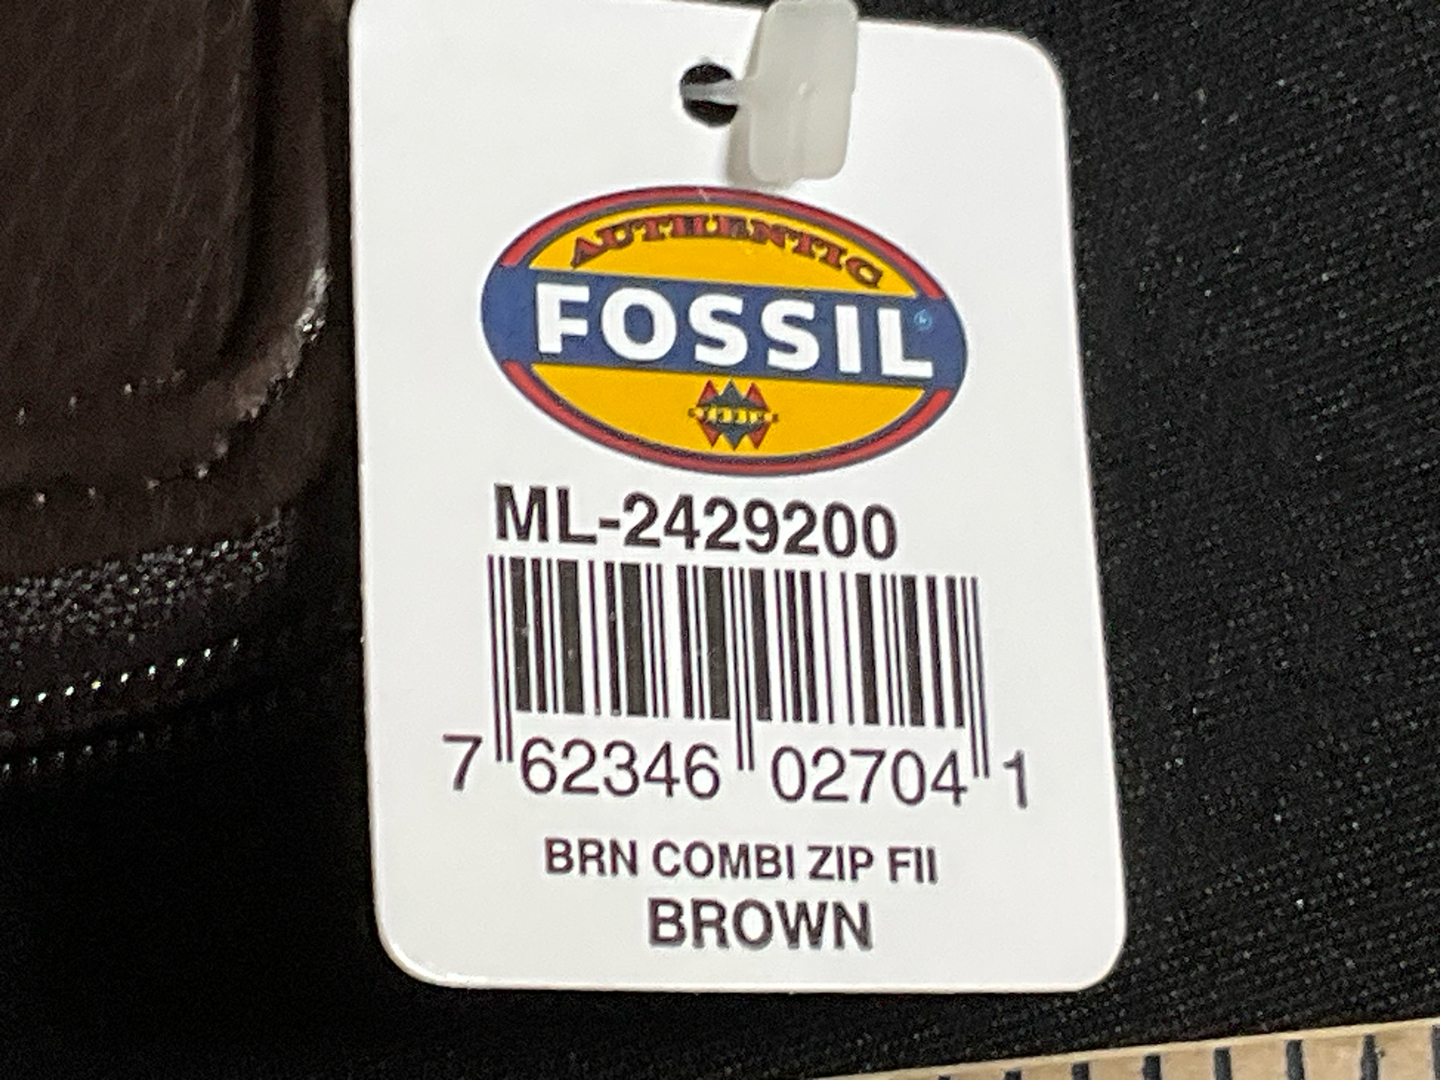 AUTHENTIC
FOSSIL®
ML-2429200
7 62346 02704 1
BRN COMBI ZIP FII
BROWN